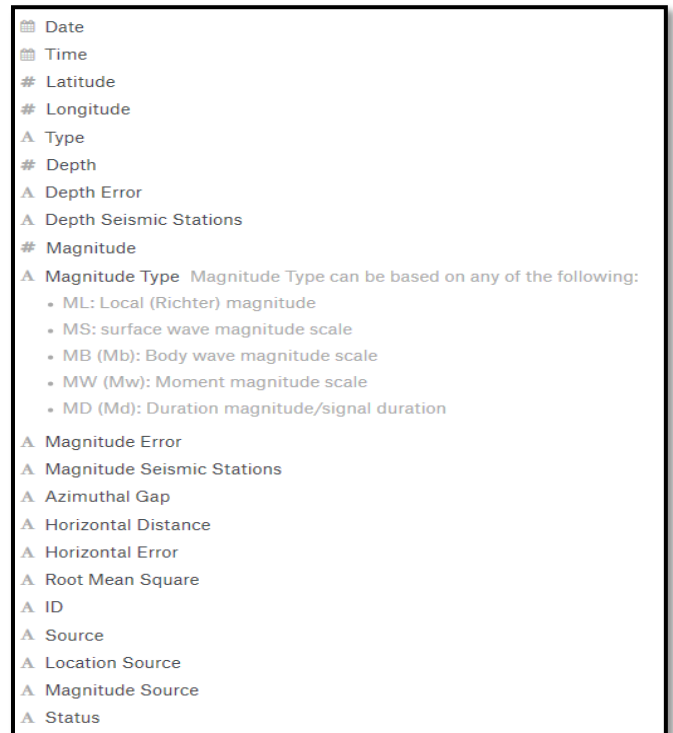 Date
Time
# Latitude
# Longitude
A Type
# Depth
A Depth Error
A Depth Seismic Stations
# Magnitude
A Magnitude Type Magnitude Type can be based on any of the following:
• ML: Local (Richter) magnitude
• MS: surface wave magnitude scale
• MB (Mb): Body wave magnitude scale
• MW (Mw): Moment magnitude scale
• MD (Md): Duration magnitude/signal duration
A Magnitude Error
A Magnitude Seismic Stations
A Azimuthal Gap
A Horizontal Distance
A Horizontal Error
A Root Mean Square
A ID
A Source
A Location Source
A Magnitude Source
A Status